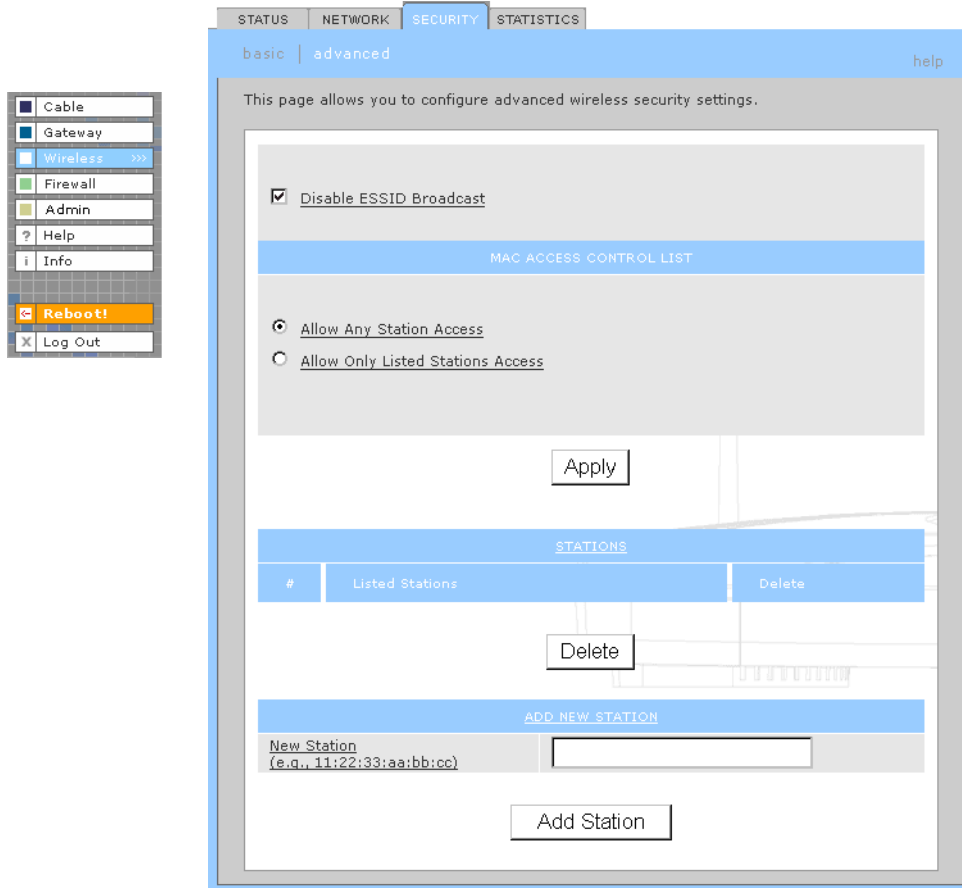 STATUS
NETWORK
SECURITY
STATISTICS
basic | advanced
help
Cable
Gateway
Wireless >>>
Firewall
Admin
? Help
i Info
Reboot!
X Log Out
This page allows you to configure advanced wireless security settings.
Disable ESSID Broadcast
MAC ACCESS CONTROL LIST
Allow Any Station Access
Allow Only Listed Stations Access
Apply
STATIONS
# Listed Stations Delete
Delete
ADD NEW STATION
New Station
(e.g., 11:22:33:aa:bb:cc)
Add Station